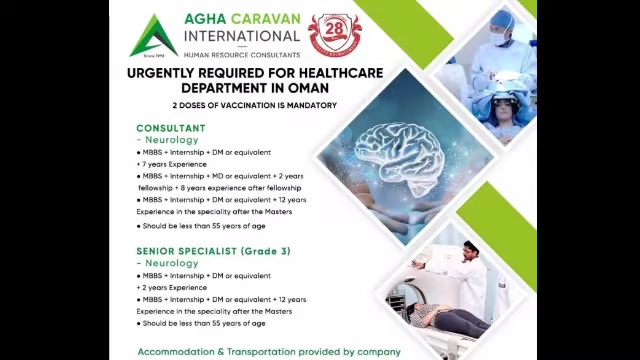 AGHA CARAVAN
INTERNATIONAL
HUMAN RESOURCE CONSULTANTS
Since 1993
28
URGENTLY REQUIRED FOR HEALTHCARE
DEPARTMENT IN OMAN
2 DOSES OF VACCINATION IS MANDATORY
CONSULTANT
- Neurology
● MBBS + Internship + DM or equivalent
+ 7 years Experience
● MBBS + Internship + MD or equivalent + 2 years
fellowship + 8 years experience after fellowship
● MBBS + Internship + DM or equivalent + 12 years
Experience in the speciality after the Masters
● Should be less than 55 years of age
SENIOR SPECIALIST (Grade 3)
- Neurology
● MBBS + Internship + DM or equivalent
+ 2 years Experience
● MBBS + Internship + DM or equivalent + 12 years
Experience in the speciality after the Masters
● Should be less than 55 years of age
Accommodation & Transportation provided by company